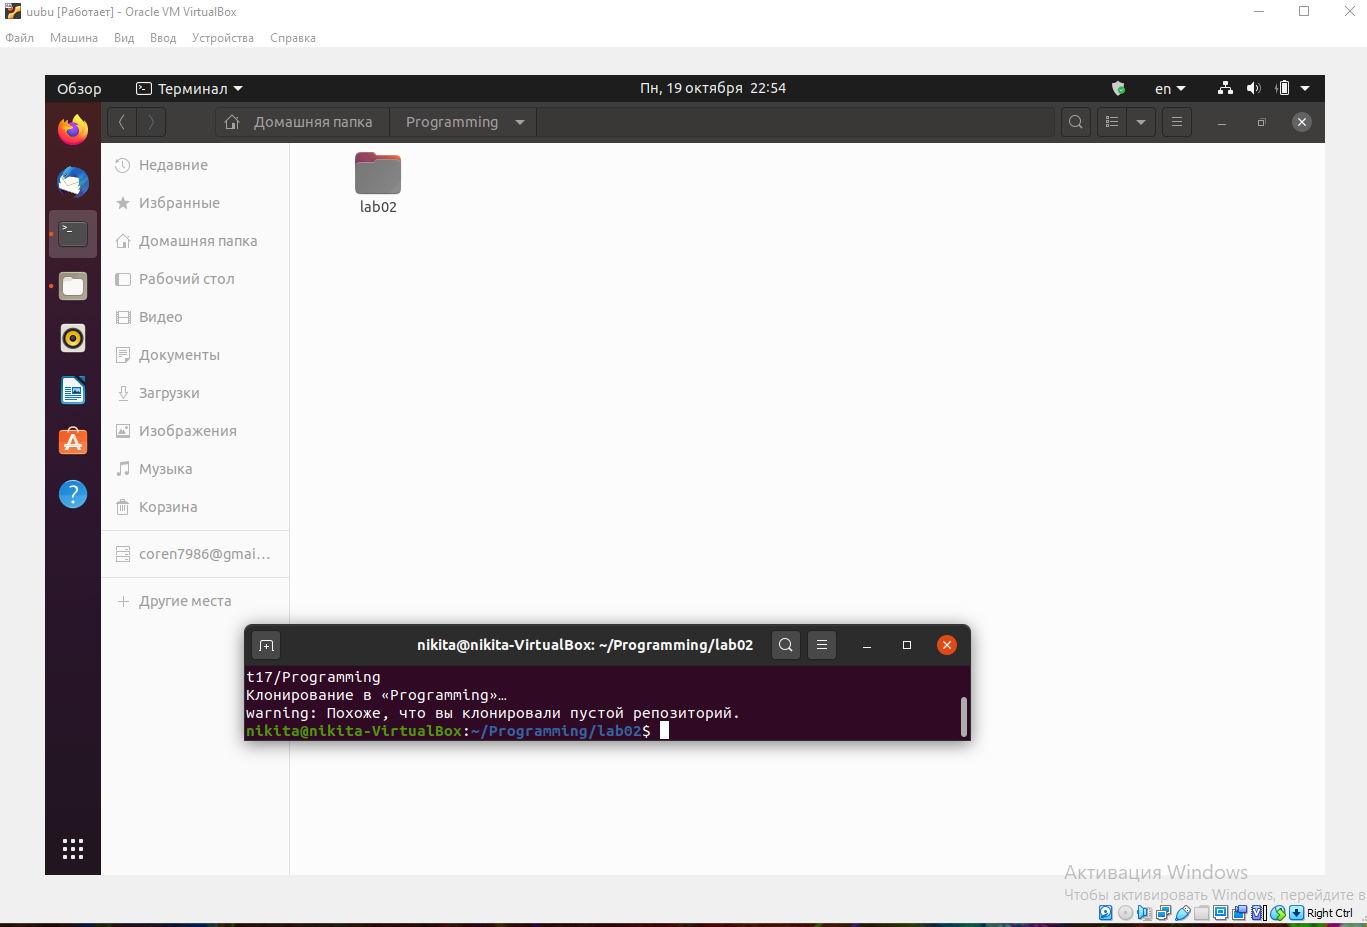 uubu [Работает] - Oracle VM VirtualBox
Файл Машина Вид Ввод Устройства Справка
Обзор Терминал Пн, 19 октября 22:54 en
Домашняя папка Programming
Недавние
lab02
Избранные
Домашняя папка
Рабочий стол
Видео
Документы
Загрузки
Изображения
Музыка
Корзина
coren7986@gmai...
Другие места
nikita@nikita-VirtualBox: ~/Programming/lab02
t17/Programming
Клонирование в «Programming»…
warning: Похоже, что вы клонировали пустой репозиторий.
nikita@nikita-VirtualBox:~/Programming/lab02$
Активация Windows
Чтобы активировать Windows, перейдите в
Right Ctrl